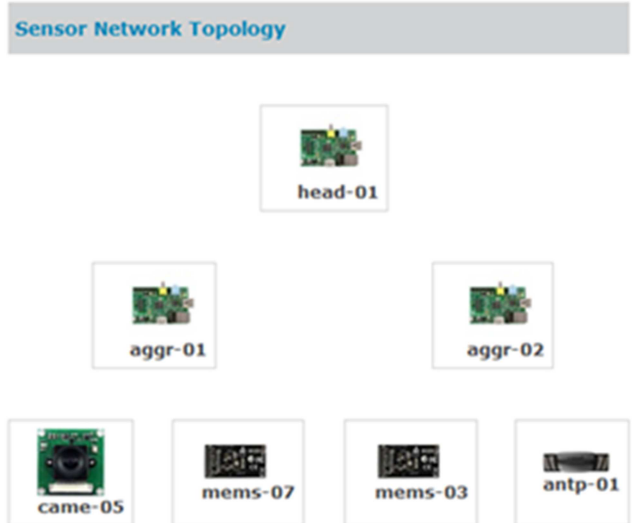 Sensor Network Topology
head-01
aggr-01
aggr-02
came-05
mems-07
mems-03
antp-01